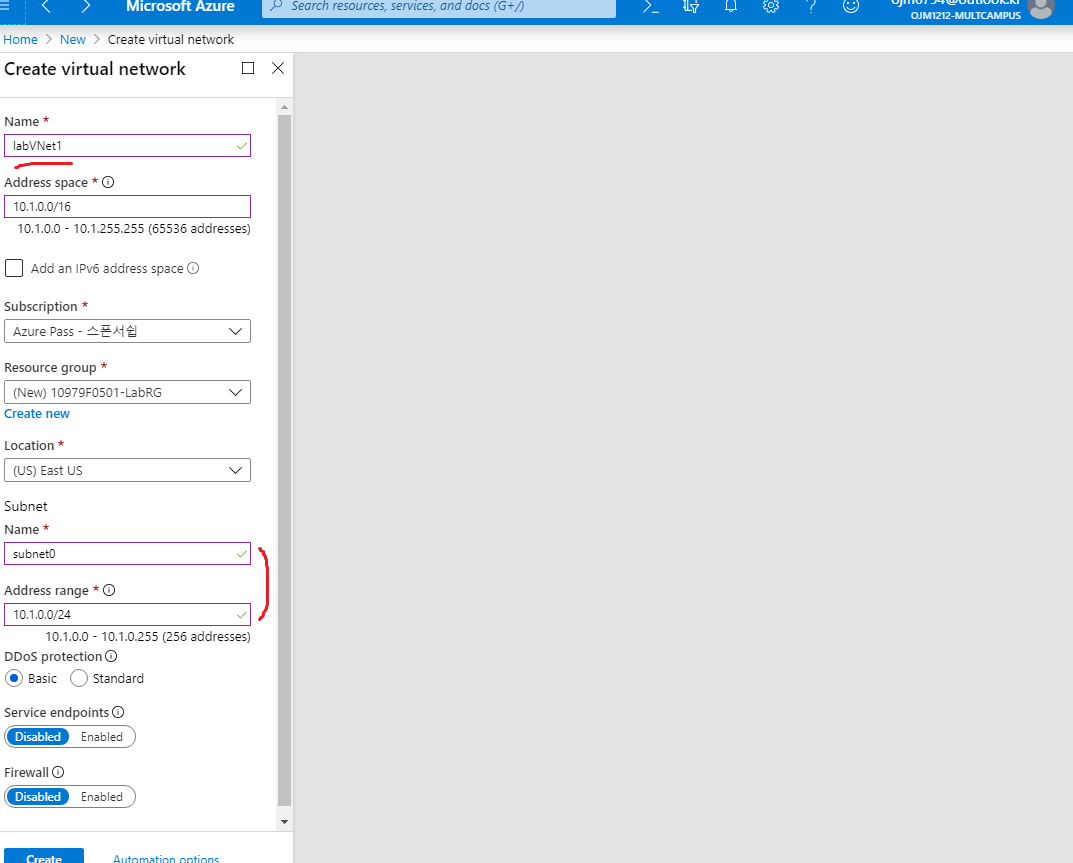 Microsoft Azure
Search resources, services, and docs (G+/)
OJM1212-MULTCAMPUS
Home > New > Create virtual network
Create virtual network
Name *
labVNet1
Address space *
10.1.0.0/16
10.1.0.0 - 10.1.255.255 (65536 addresses)
Add an IPv6 address space
Subscription *
Azure Pass - 스폰서쉽
Resource group *
(New) 10979F0501-LabRG
Create new
Location *
(US) East US
Subnet
Name *
subnet0
Address range *
10.1.0.0/24
10.1.0.0 - 10.1.0.255 (256 addresses)
DDoS protection
Basic Standard
Service endpoints
Disabled Enabled
Firewall
Disabled Enabled
Create Automation options